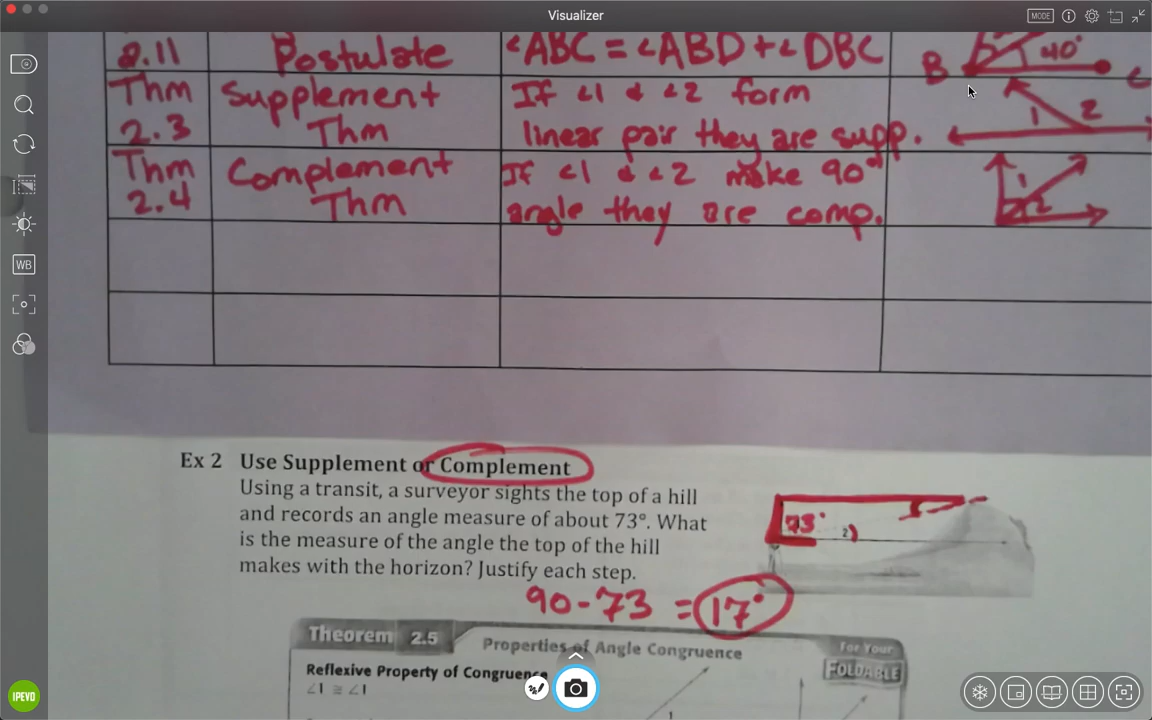 Visualizer
MODE
2.11 Postulate ∠ABC = ∠ABD + ∠DBC B 40° C
Thm Supplement If ∠1 & ∠2 form 1 2
2.3 Thm linear pair they are supp.
Thm Complement If ∠1 & ∠2 make 90° 1
2.4 Thm angle they are comp. 2
WB
Ex 2 Use Supplement or Complement
Using a transit, a surveyor sights the top of a hill
and records an angle measure of about 73°. What
is the measure of the angle the top of the hill
makes with the horizon? Justify each step.
73° 2
90-73 = 17°
Theorem 2.5 Properties of Angle Congruence For Your
FOLDABLE
Reflexive Property of Congruence
∠1 ≅ ∠1
1
IPEVO